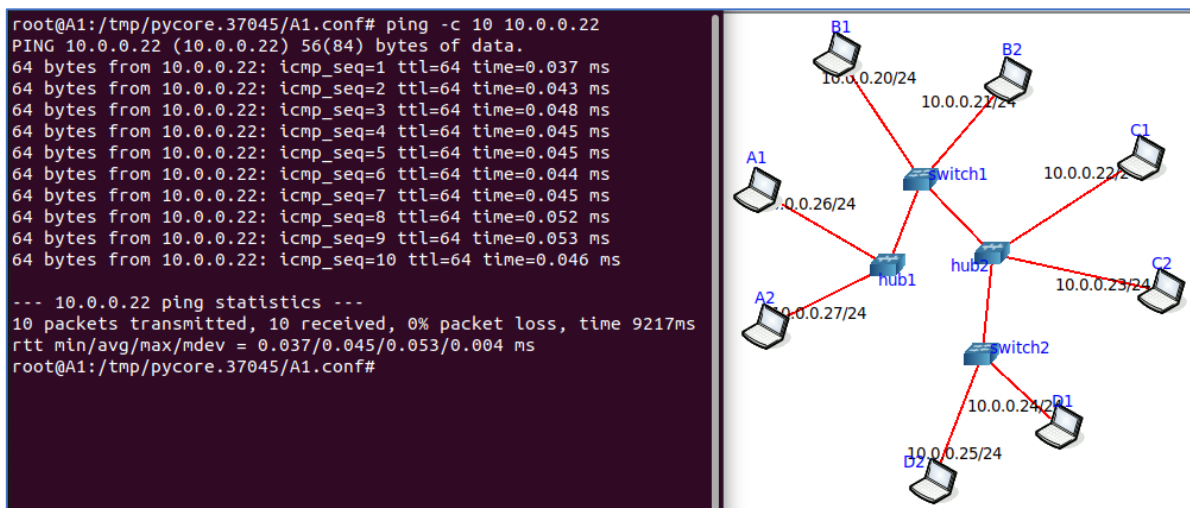 root@A1:/tmp/pycore.37045/A1.conf# ping -c 10 10.0.0.22
PING 10.0.0.22 (10.0.0.22) 56(84) bytes of data.
64 bytes from 10.0.0.22: icmp_seq=1 ttl=64 time=0.037 ms
64 bytes from 10.0.0.22: icmp_seq=2 ttl=64 time=0.043 ms
64 bytes from 10.0.0.22: icmp_seq=3 ttl=64 time=0.048 ms
64 bytes from 10.0.0.22: icmp_seq=4 ttl=64 time=0.045 ms
64 bytes from 10.0.0.22: icmp_seq=5 ttl=64 time=0.045 ms
64 bytes from 10.0.0.22: icmp_seq=6 ttl=64 time=0.044 ms
64 bytes from 10.0.0.22: icmp_seq=7 ttl=64 time=0.045 ms
64 bytes from 10.0.0.22: icmp_seq=8 ttl=64 time=0.052 ms
64 bytes from 10.0.0.22: icmp_seq=9 ttl=64 time=0.053 ms
64 bytes from 10.0.0.22: icmp_seq=10 ttl=64 time=0.046 ms
--- 10.0.0.22 ping statistics ---
10 packets transmitted, 10 received, 0% packet loss, time 9217ms
rtt min/avg/max/mdev = 0.037/0.045/0.053/0.004 ms
root@A1:/tmp/pycore.37045/A1.conf#
B1
10.0.0.20/24
B2
10.0.0.21/24
C1
10.0.0.22/2
A1
.0.0.26/24
switch1
hub1
hub2
C2
10.0.0.23/24
A2
.0.0.27/24
switch2
D1
10.0.0.24/24
D2
10.0.0.25/24